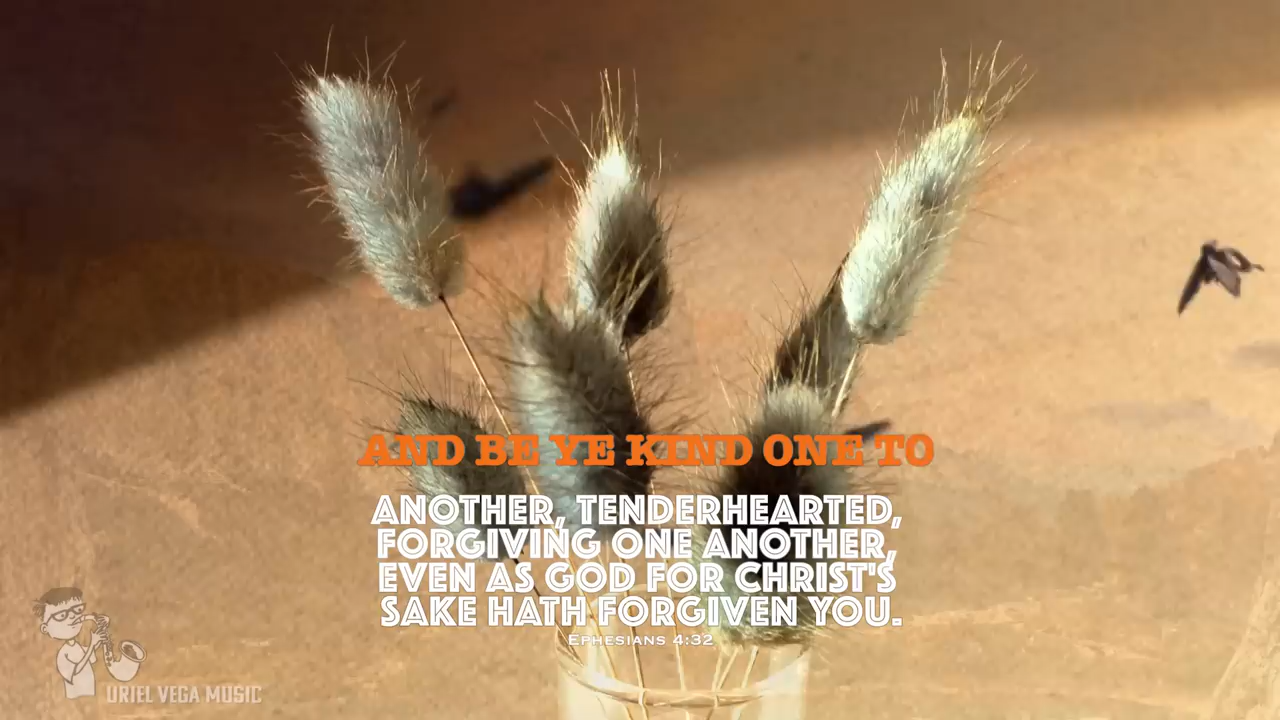 AND BE YE KIND ONE TO
ANOTHER, TENDERHEARTED,
FORGIVING ONE ANOTHER,
EVEN AS GOD FOR CHRIST'S
SAKE HATH FORGIVEN YOU.
EPHESIANS 4:32
URIEL VEGA MUSIC